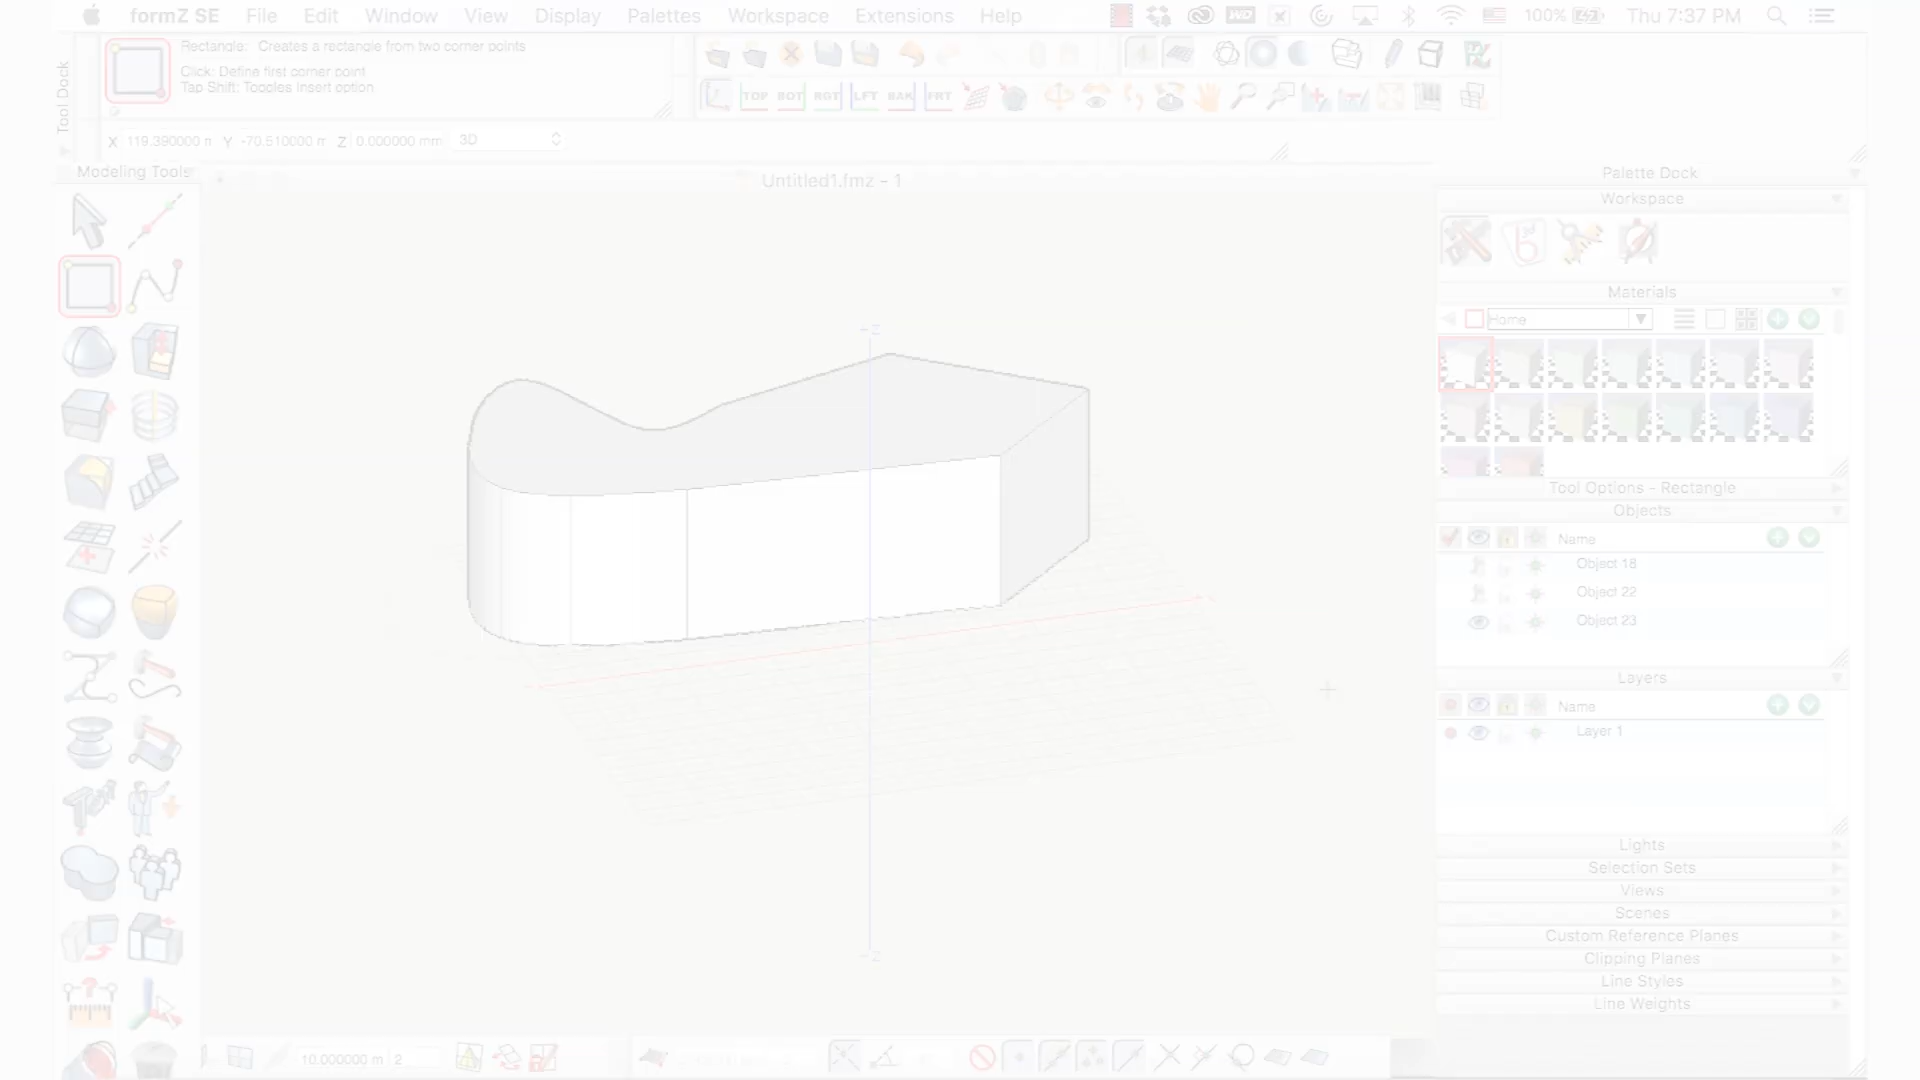 formZ SE File Edit Window View Display Palettes Workspace Extensions Help 100% Thu 7:37 PM
Rectangle: Creates a rectangle from two corner points
Click: Define first corner point
Tap Shift: Toggles Insert option
Tool Dock
TOP BOT RGT LFT BAK FRT
X 119.390000 m Y -70.510000 m Z 0.000000 mm 3D
Modeling Tools
Untitled1.fmz - 1
Palette Dock
Workspace
Materials
Home
Tool Options - Rectangle
Objects
Name
Object 18
Object 22
Object 23
Layers
Name
Layer 1
Lights
Selection Sets
Views
Scenes
Custom Reference Planes
Clipping Planes
Line Styles
Line Weights
+Z
-Z
10.000000 m 2